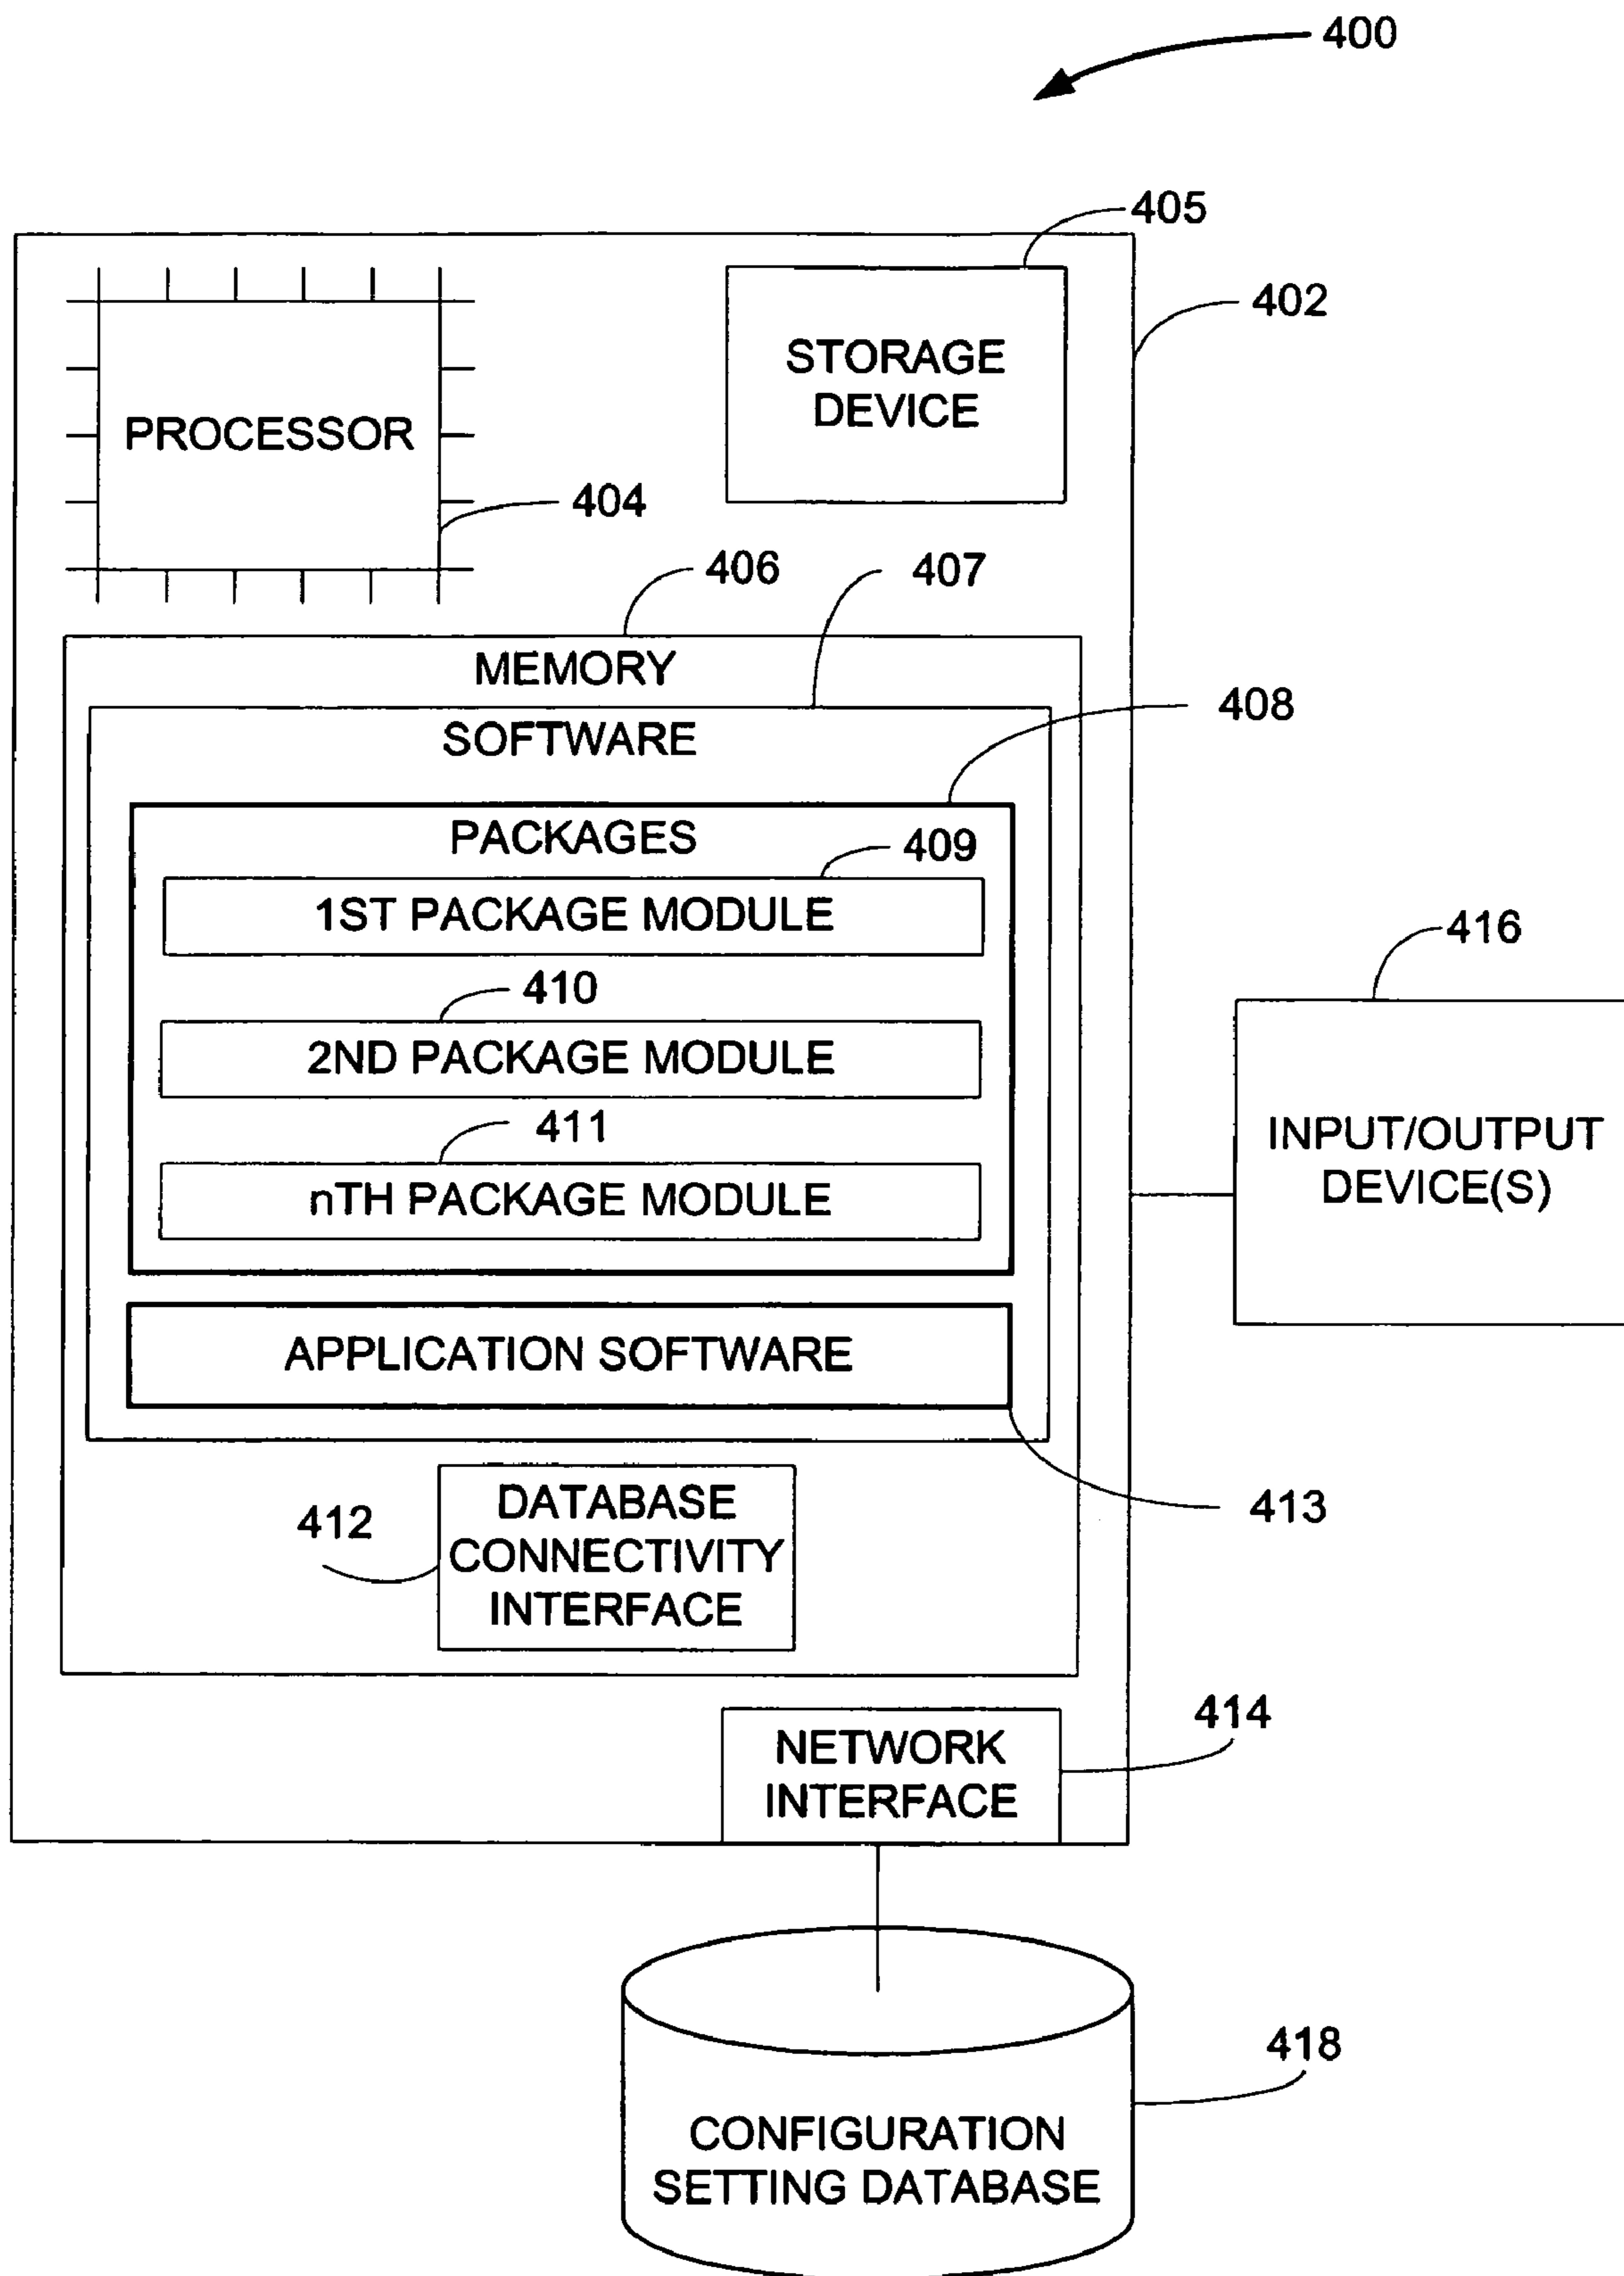 400
405
402
STORAGE
DEVICE
PROCESSOR
404
406
407
MEMORY
408
SOFTWARE
PACKAGES
409
1ST PACKAGE MODULE
416
410
2ND PACKAGE MODULE
411
INPUT/OUTPUT
DEVICE(S)
nTH PACKAGE MODULE
APPLICATION SOFTWARE
413
412
DATABASE
CONNECTIVITY
INTERFACE
414
NETWORK
INTERFACE
418
CONFIGURATION
SETTING DATABASE